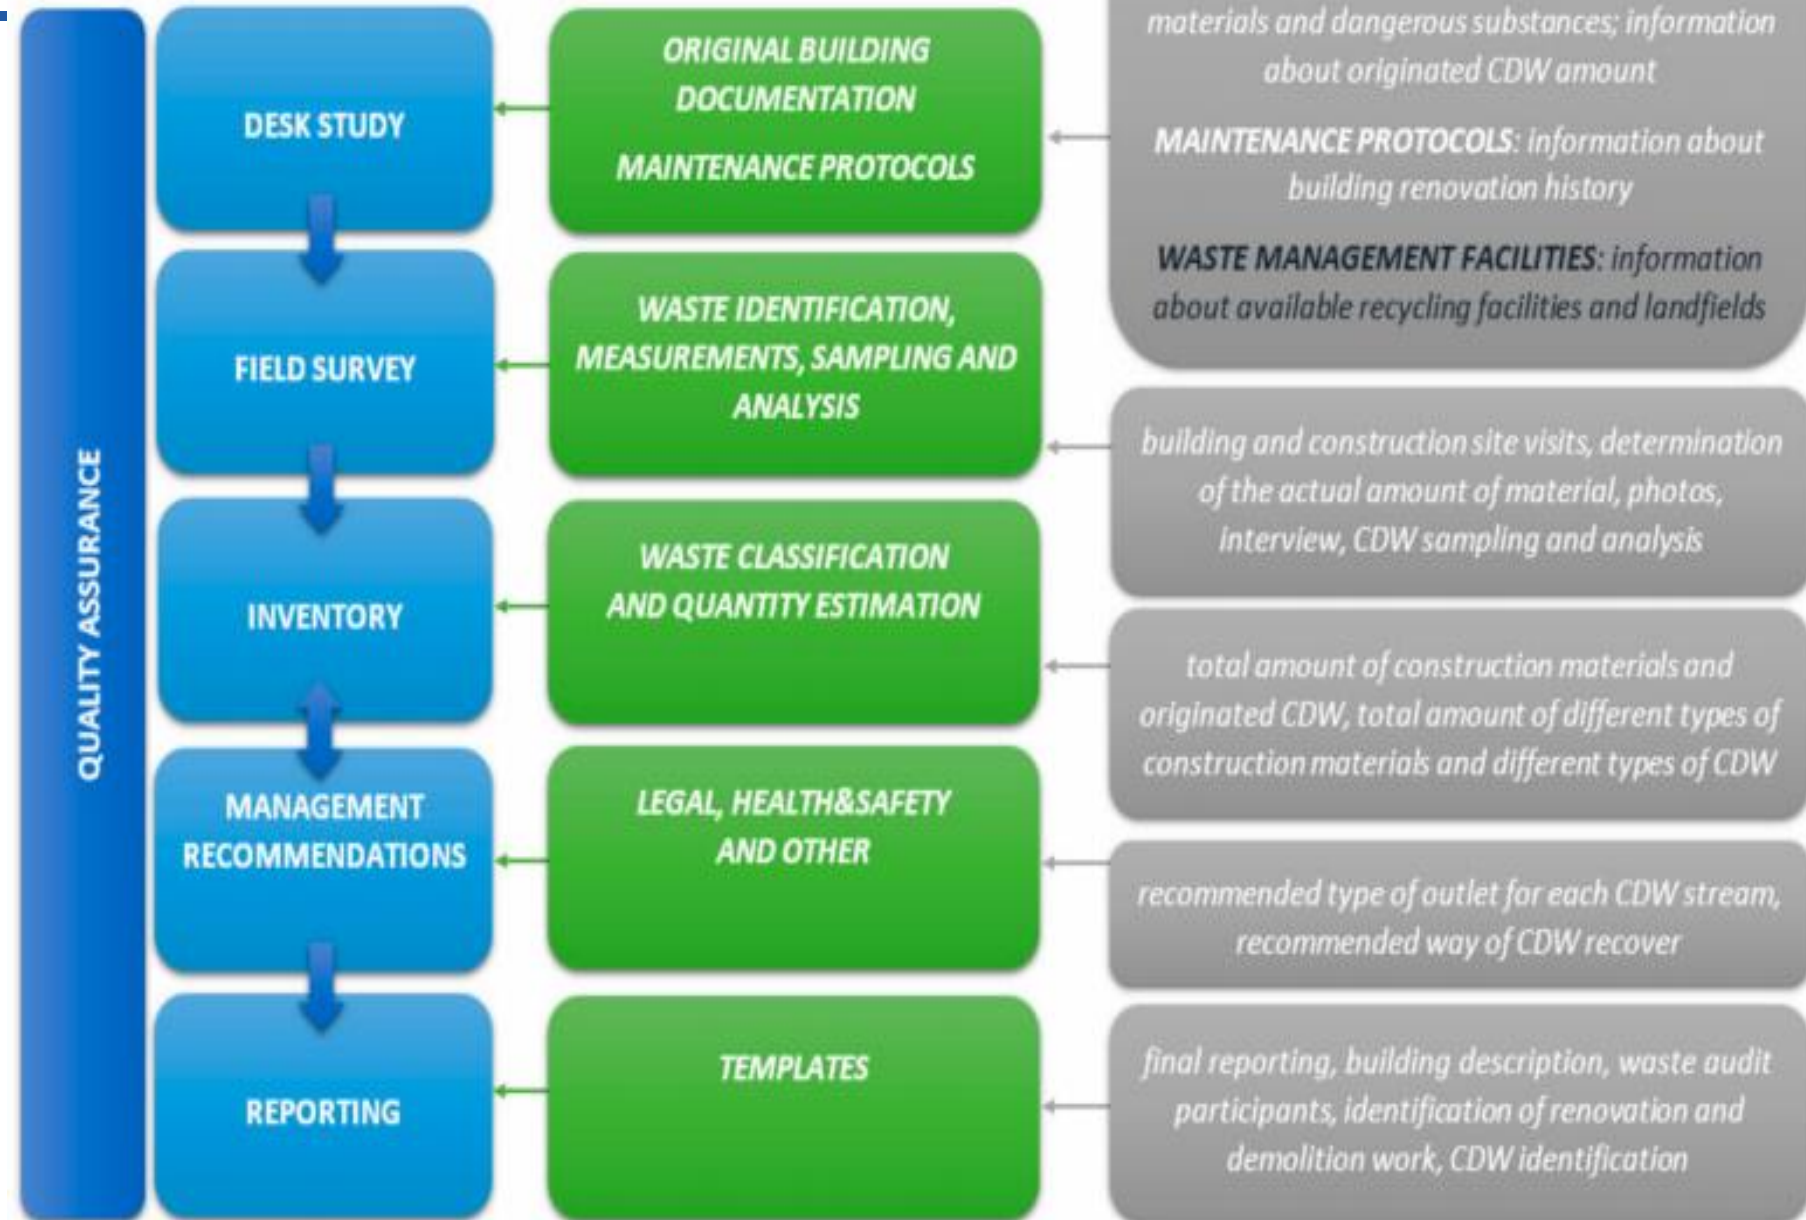 QUALITY ASSURANCE
DESK STUDY
ORIGINAL BUILDING
DOCUMENTATION
MAINTENANCE PROTOCOLS
materials and dangerous substances; information
about originated CDW amount
MAINTENANCE PROTOCOLS: information about
building renovation history
WASTE MANAGEMENT FACILITIES: information
about available recycling facilities and landfields
FIELD SURVEY
WASTE IDENTIFICATION,
MEASUREMENTS, SAMPLING AND
ANALYSIS
building and construction site visits, determination
of the actual amount of material, photos,
interview, CDW sampling and analysis
INVENTORY
WASTE CLASSIFICATION
AND QUANTITY ESTIMATION
total amount of construction materials and
originated CDW, total amount of different types of
construction materials and different types of CDW
MANAGEMENT
RECOMMENDATIONS
LEGAL, HEALTH&SAFETY
AND OTHER
recommended type of outlet for each CDW stream,
recommended way of CDW recover
REPORTING
TEMPLATES
final reporting, building description, waste audit
participants, identification of renovation and
demolition work, CDW identification